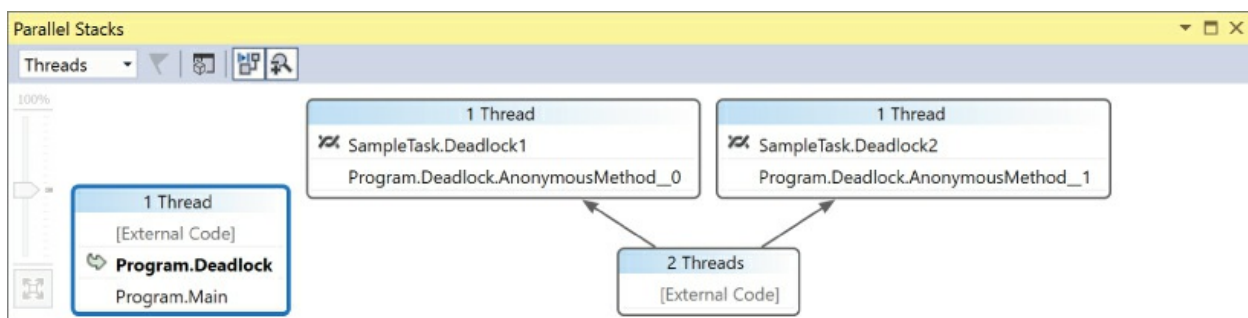 Parallel Stacks
Threads
100%
1 Thread
SampleTask.Deadlock1
Program.Deadlock.AnonymousMethod__0
1 Thread
SampleTask.Deadlock2
Program.Deadlock.AnonymousMethod__1
1 Thread
[External Code]
Program.Deadlock
Program.Main
2 Threads
[External Code]